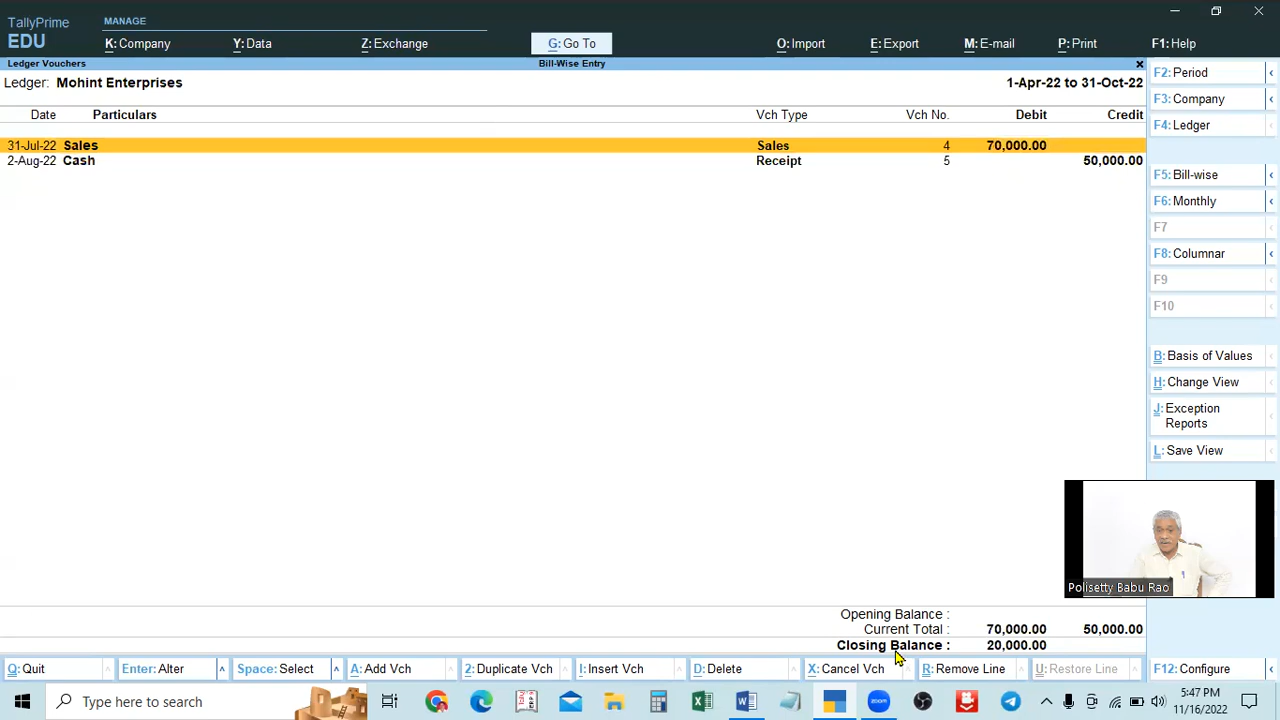 TallyPrime
EDU
MANAGE
K: Company
Y: Data
Z: Exchange
G: Go To
O: Import
E: Export
M: E-mail
P: Print
F1: Help
Ledger Vouchers
Bill-Wise Entry
Ledger: Mohint Enterprises
1-Apr-22 to 31-Oct-22
Date Particulars Vch Type Vch No. Debit Credit
31-Jul-22 Sales Sales 4 70,000.00
2-Aug-22 Cash Receipt 5 50,000.00
Opening Balance :
Current Total : 70,000.00 50,000.00
Closing Balance : 20,000.00
F2: Period
F3: Company
F4: Ledger
F5: Bill-wise
F6: Monthly
F7
F8: Columnar
F9
F10
B: Basis of Values
H: Change View
J: Exception
Reports
L: Save View
Polisetty Babu Rao
Q: Quit
Enter: Alter
Space: Select
A: Add Vch
2: Duplicate Vch
I: Insert Vch
D: Delete
X: Cancel Vch
R: Remove Line
U: Restore Line
F12: Configure
Type here to search
zoom
5:47 PM
11/16/2022